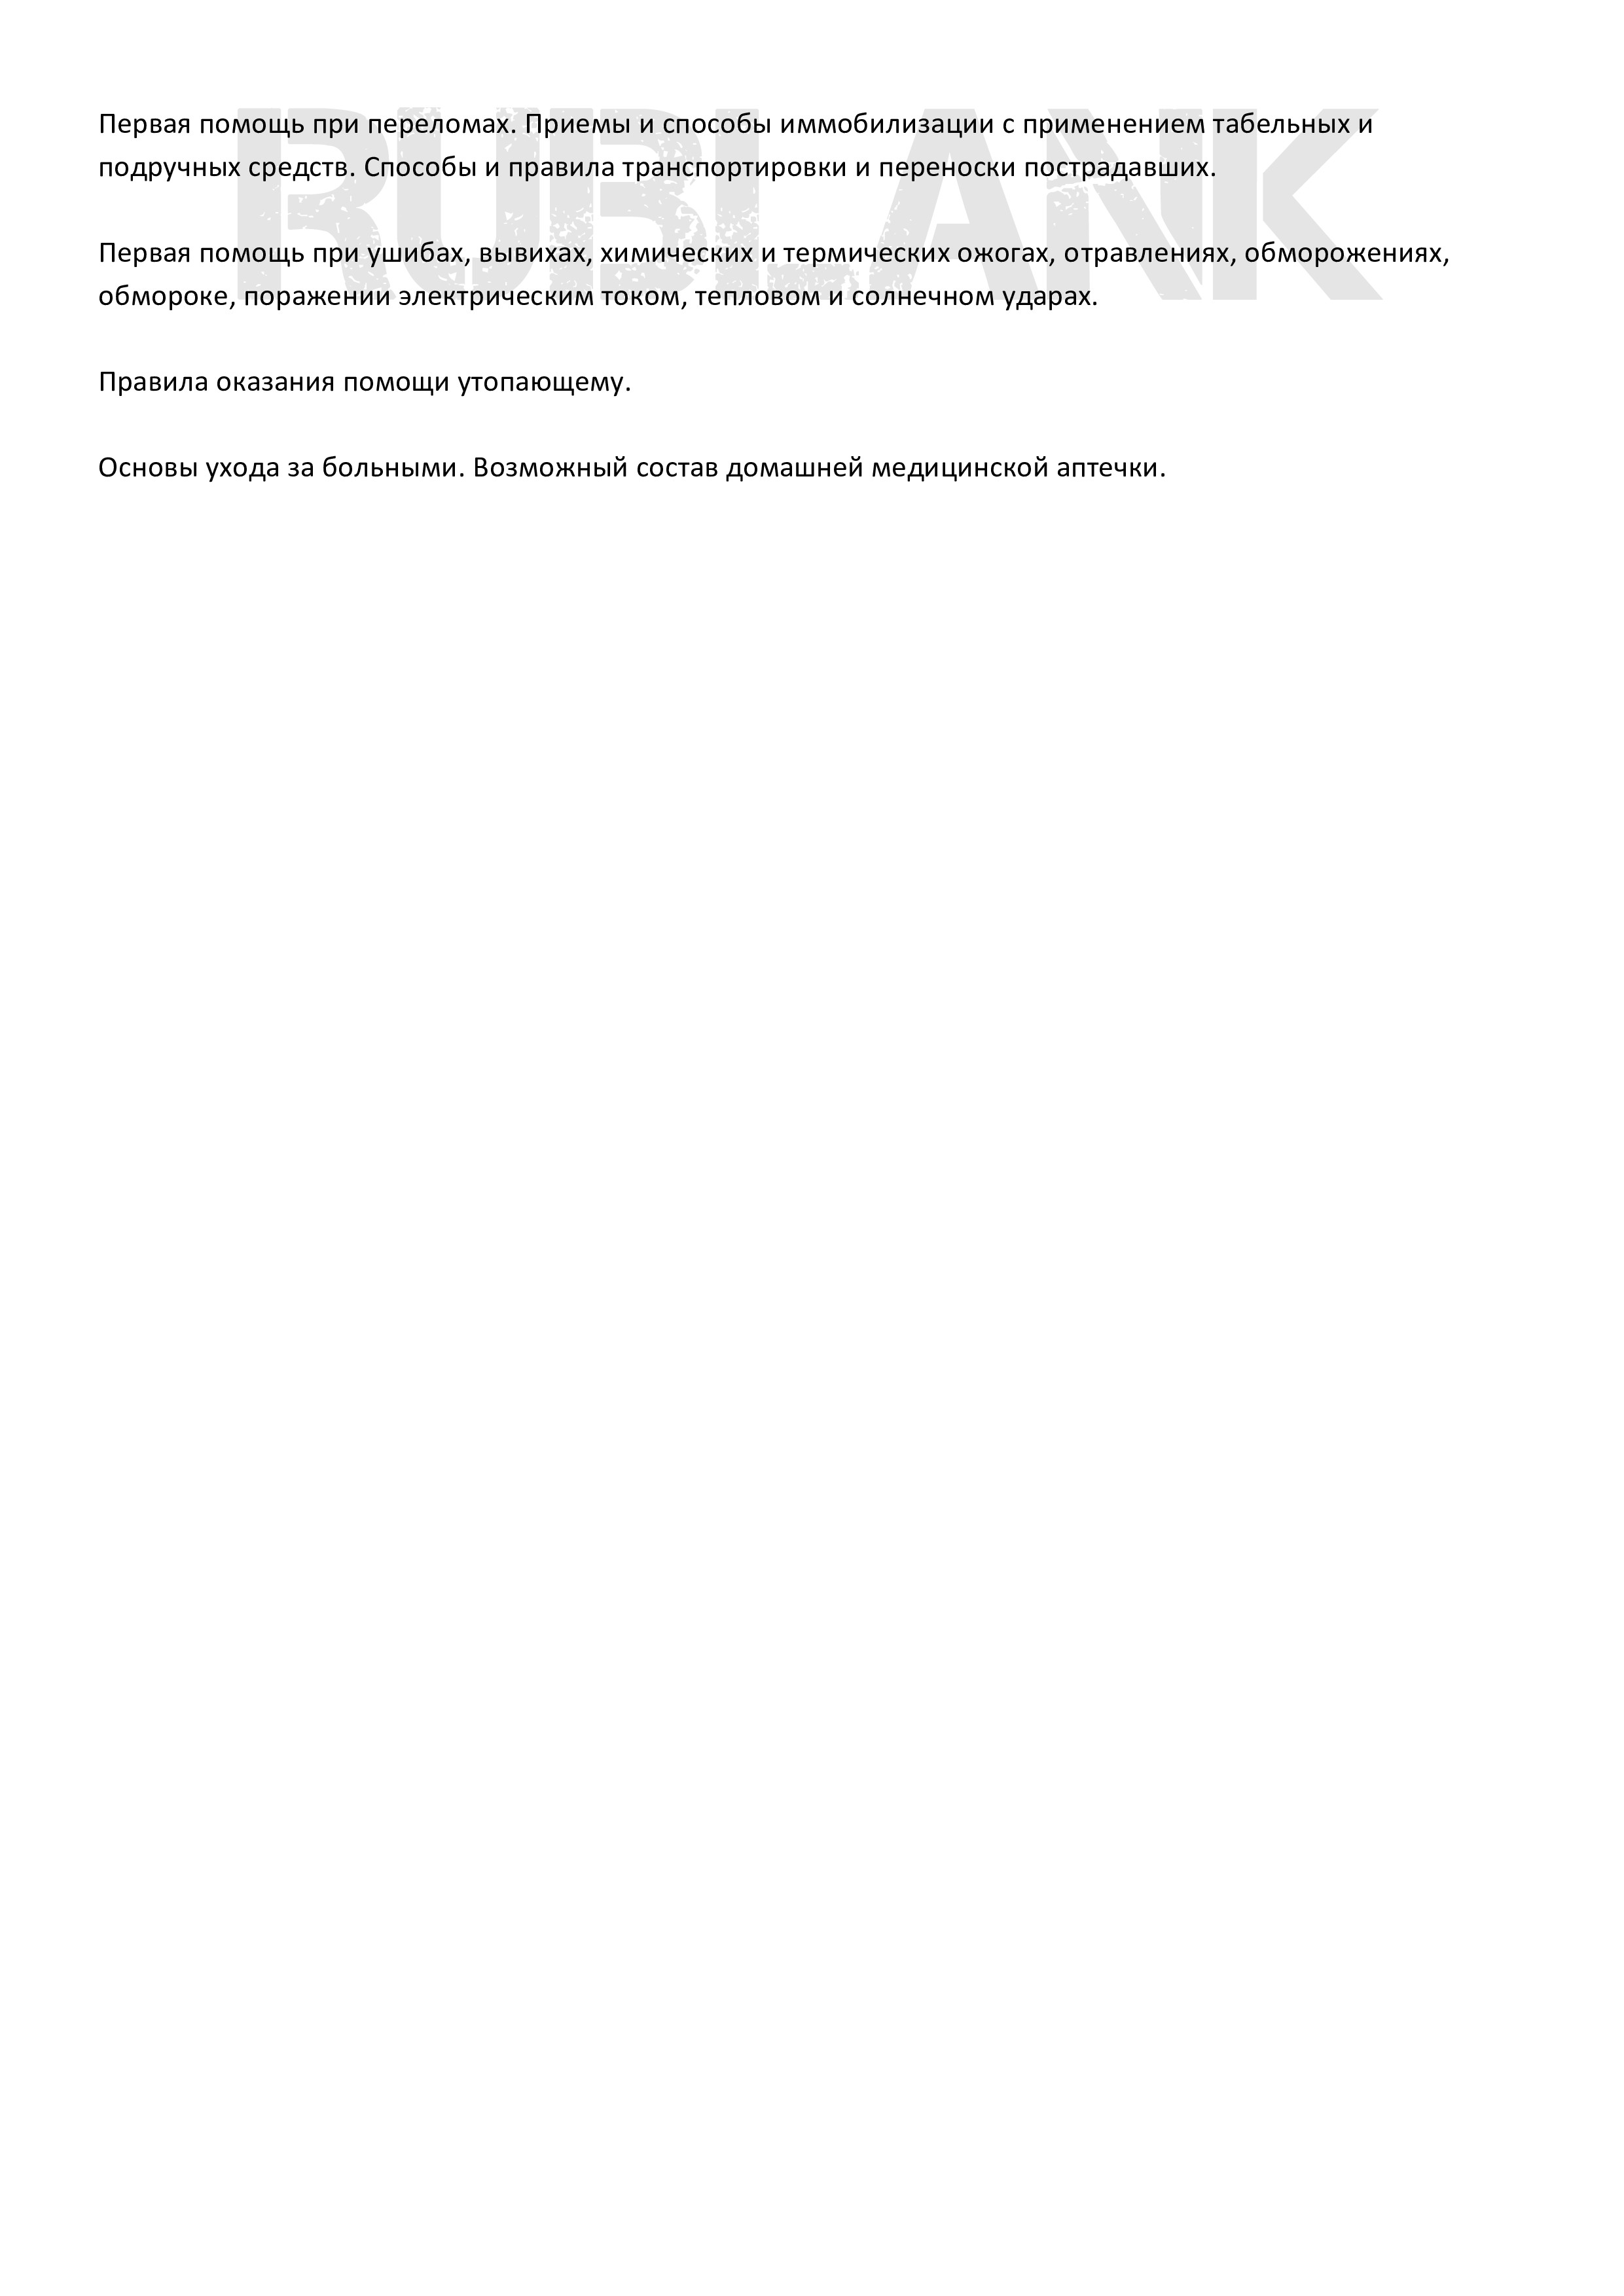 RUBLANK
Первая помощь при переломах. Приемы и способы иммобилизации с применением табельных и
подручных средств. Способы и правила транспортировки и переноски пострадавших.
Первая помощь при ушибах, вывихах, химических и термических ожогах, отравлениях, обморожениях,
обмороке, поражении электрическим током, тепловом и солнечном ударах.
Правила оказания помощи утопающему.
Основы ухода за больными. Возможный состав домашней медицинской аптечки.